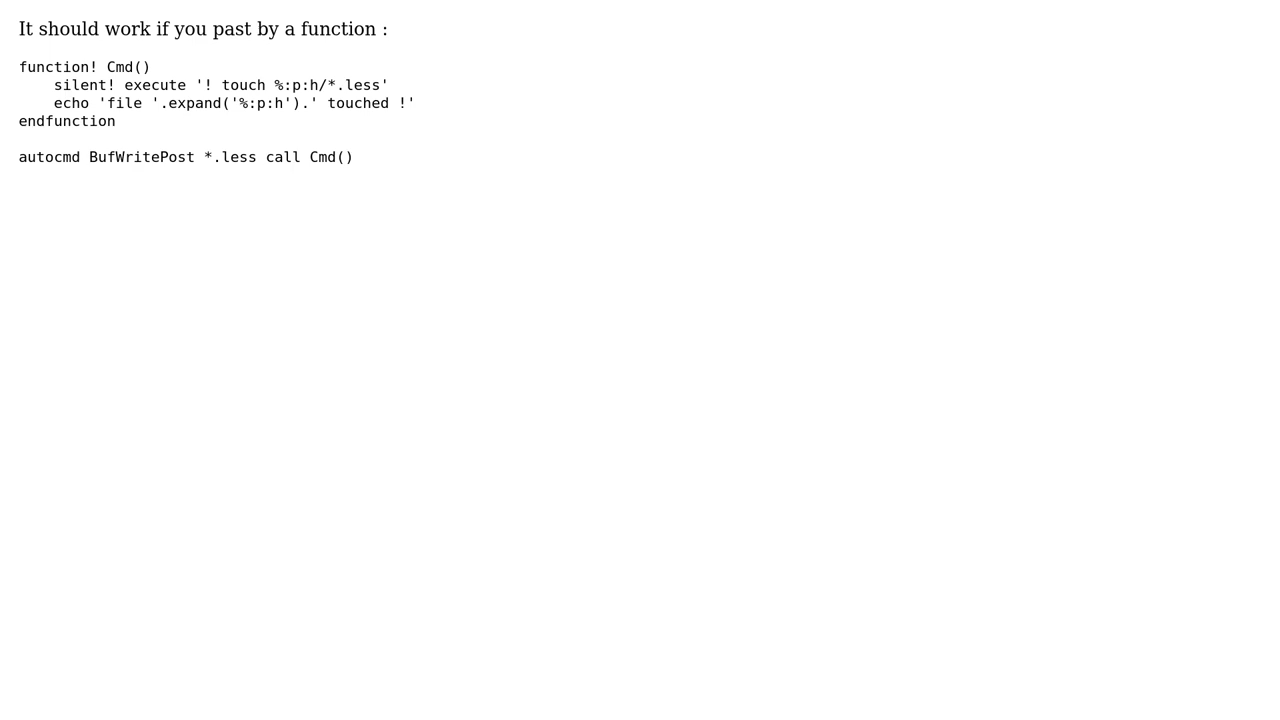 It should work if you past by a function :
function! Cmd()
    silent! execute '! touch %:p:h/*.less'
    echo 'file '.expand('%:p:h').' touched !'
endfunction

autocmd BufWritePost *.less call Cmd()